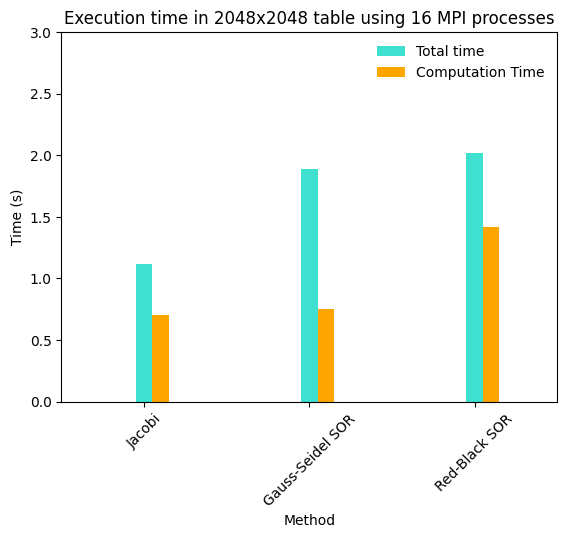 Execution time in 2048x2048 table using 16 MPI processes
Total time
Computation Time
Time (s)
3.0
2.5
2.0
1.5
1.0
0.5
0.0
Jacobi
Gauss-Seidel SOR
Red-Black SOR
Method